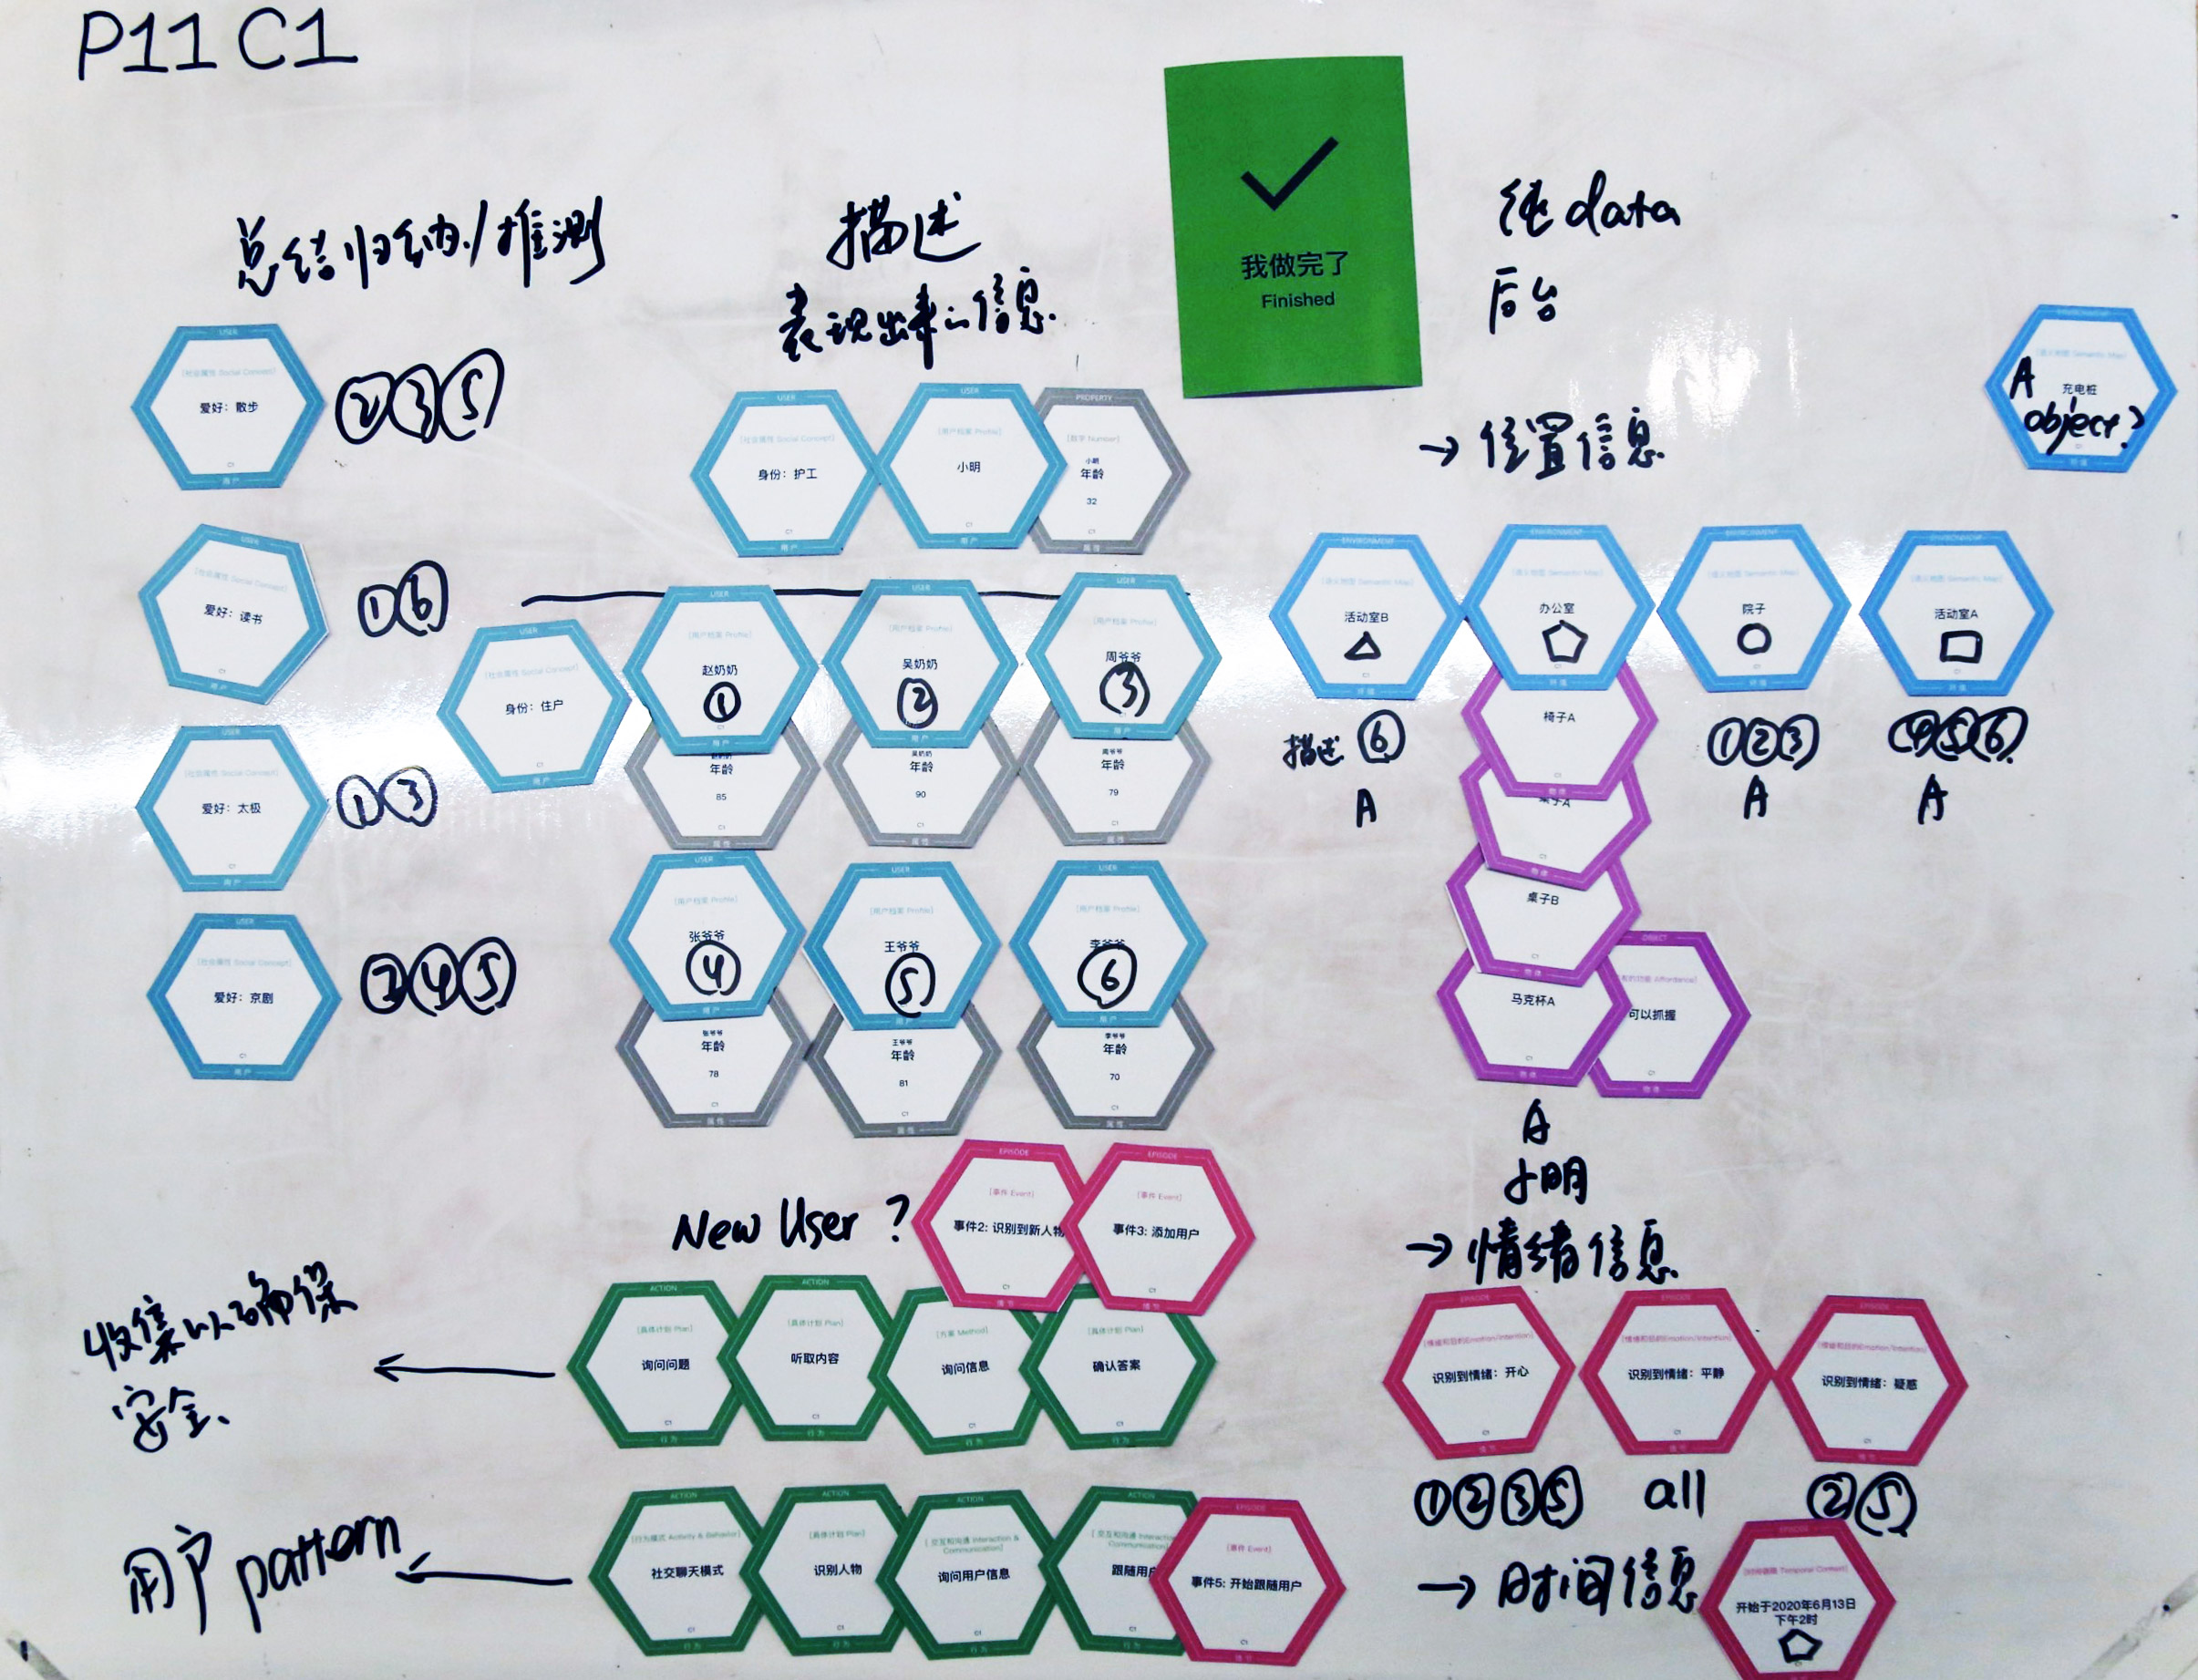 P11 C1
总结归纳/推测
USER
[社会属性 Social Concept]
爱好：散步
C1
用户
②③⑤
USER
[社会属性 Social Concept]
爱好：读书
C1
用户
①⑥
USER
[社会属性 Social Concept]
爱好：太极
C1
用户
①③
USER
[社会属性 Social Concept]
爱好：京剧
C1
用户
④⑤
描述
表现出来的信息.
USER
[社会属性 Social Concept]
身份：护工
C1
用户
USER
[用户档案 Profile]
小明
C1
用户
PROPERTY
[数字 Number]
小明
年龄
32
C1
属性
USER
[社会属性 Social Concept]
身份：住户
C1
用户
USER
[用户档案 Profile]
赵奶奶
①
用户
赵奶奶
年龄
85
C1
属性
USER
[用户档案 Profile]
吴奶奶
②
用户
吴奶奶
年龄
90
C1
属性
USER
[用户档案 Profile]
周爷爷
③
用户
周爷爷
年龄
79
C1
属性
USER
[用户档案 Profile]
张爷爷
④
用户
张爷爷
年龄
78
C1
属性
USER
[用户档案 Profile]
王爷爷
⑤
用户
王爷爷
年龄
81
C1
属性
USER
[用户档案 Profile]
李爷爷
⑥
用户
李爷爷
年龄
70
C1
属性
我做完了
Finished
纯data
后台
→ 位置信息
ENVIRONMENT
[语义地图 Semantic Map]
充电桩
A
object?
环境
ENVIRONMENT
[语义地图 Semantic Map]
活动室B
C1
环境
描述 ⑥
A
ENVIRONMENT
[语义地图 Semantic Map]
办公室
C1
环境
椅子A
C1
物体
桌子A
C1
物体
桌子B
C1
物体
马克杯A
C1
物体
OBJECT
Affordance]
可以抓握
C1
物体
A
小明
ENVIRONMENT
[语义地图 Semantic Map]
院子
C1
环境
①②③
A
ENVIRONMENT
[语义地图 Semantic Map]
活动室A
C1
环境
④⑤⑥
A
New User ?
EPISODE
[事件 Event]
事件2: 识别到新人物
C1
情节
EPISODE
[事件 Event]
事件3: 添加用户
C1
情节
收集以确保
安全
ACTION
[具体计划 Plan]
询问问题
C1
行为
ACTION
[具体计划 Plan]
听取内容
C1
行为
[方案 Method]
询问信息
C1
行为
[具体计划 Plan]
确认答案
C1
行为
用户 pattern
ACTION
[行为模式 Activity & Behavior]
社交聊天模式
C1
行为
ACTION
[具体计划 Plan]
识别人物
C1
行为
ACTION
[交互和沟通 Interaction &
Communication]
询问用户信息
C1
行为
ACTION
[交互和沟通 Interaction
Communication]
跟随用户
行为
EPISODE
[事件 Event]
事件5: 开始跟随用户
C1
情节
→ 情绪信息
EPISODE
[情绪和目的Emotion/Intention]
识别到情绪：开心
C1
情节
①②③⑤
EPISODE
[情绪和目的Emotion/Intention]
识别到情绪：平静
C1
情节
all
EPISODE
[情绪和目的Emotion/Intention]
识别到情绪：疑惑
C1
情节
②⑤
→ 时间信息
EPISODE
Temporal Context]
开始于2020年6月13日
下午2时
情节